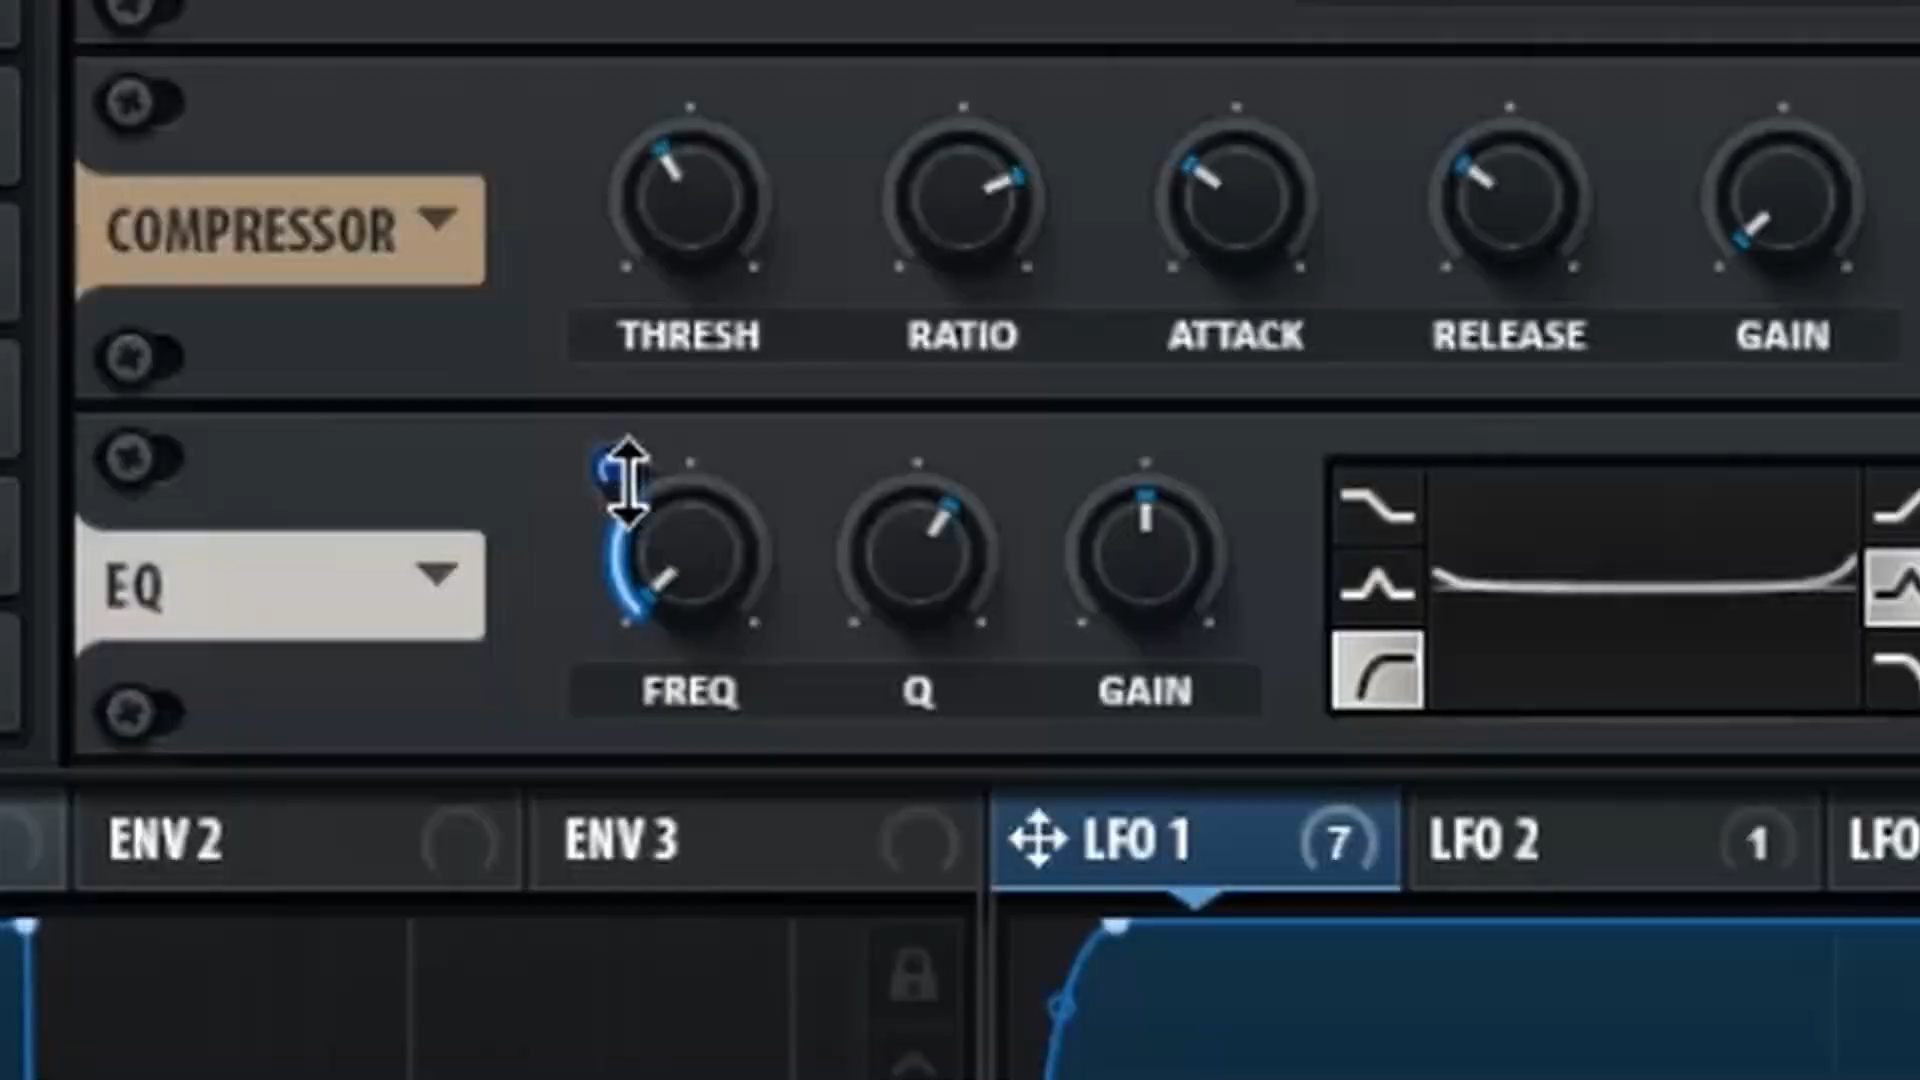 COMPRESSOR
THRESH RATIO ATTACK RELEASE GAIN
EQ
FREQ Q GAIN
ENV 2 ENV 3 LFO 1 7 LFO 2 1 LFO